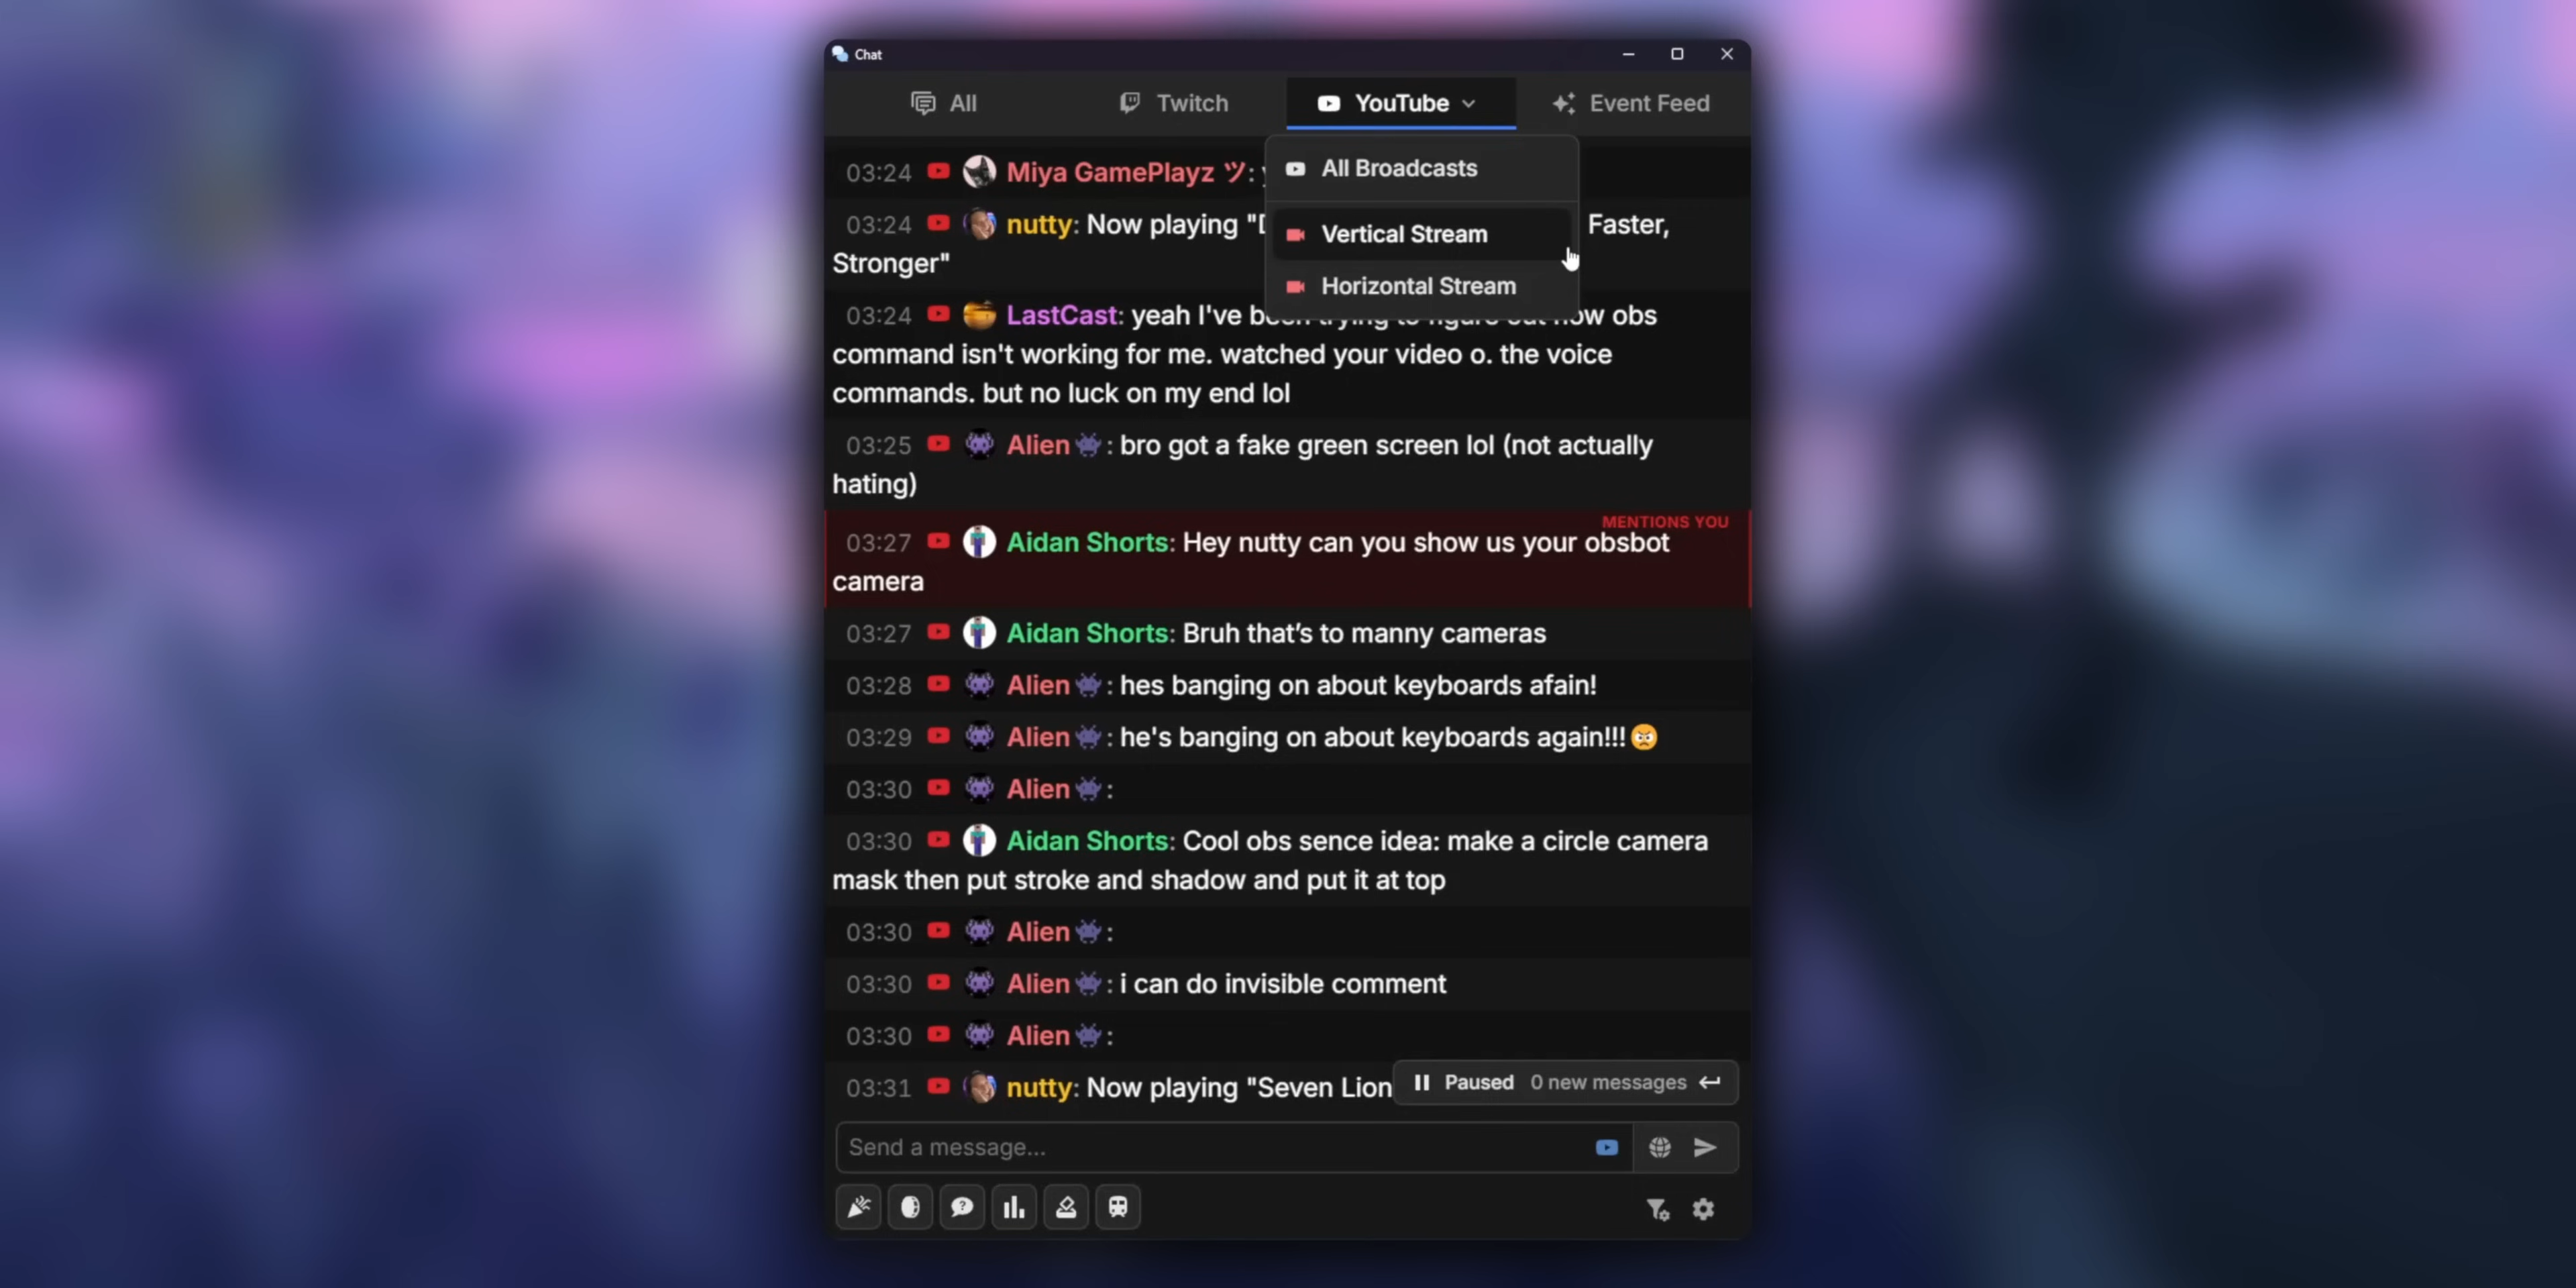 Chat
All
Twitch
YouTube
Event Feed
All Broadcasts
Vertical Stream
Horizontal Stream
03:24 Miya GamePlayz ツ:
03:24 nutty: Now playing " Faster,
Stronger"
03:24 LastCast: yeah I've been trying to figure out how obs
command isn't working for me. watched your video o. the voice
commands. but no luck on my end lol
03:25 Alien👾: bro got a fake green screen lol (not actually
hating)
MENTIONS YOU
03:27 Aidan Shorts: Hey nutty can you show us your obsbot
camera
03:27 Aidan Shorts: Bruh that’s to manny cameras
03:28 Alien👾: hes banging on about keyboards afain!
03:29 Alien👾: he's banging on about keyboards again!!!😡
03:30 Alien👾:
03:30 Aidan Shorts: Cool obs sence idea: make a circle camera
mask then put stroke and shadow and put it at top
03:30 Alien👾:
03:30 Alien👾: i can do invisible comment
03:30 Alien👾:
03:31 nutty: Now playing "Seven Lion
Paused 0 new messages
Send a message...